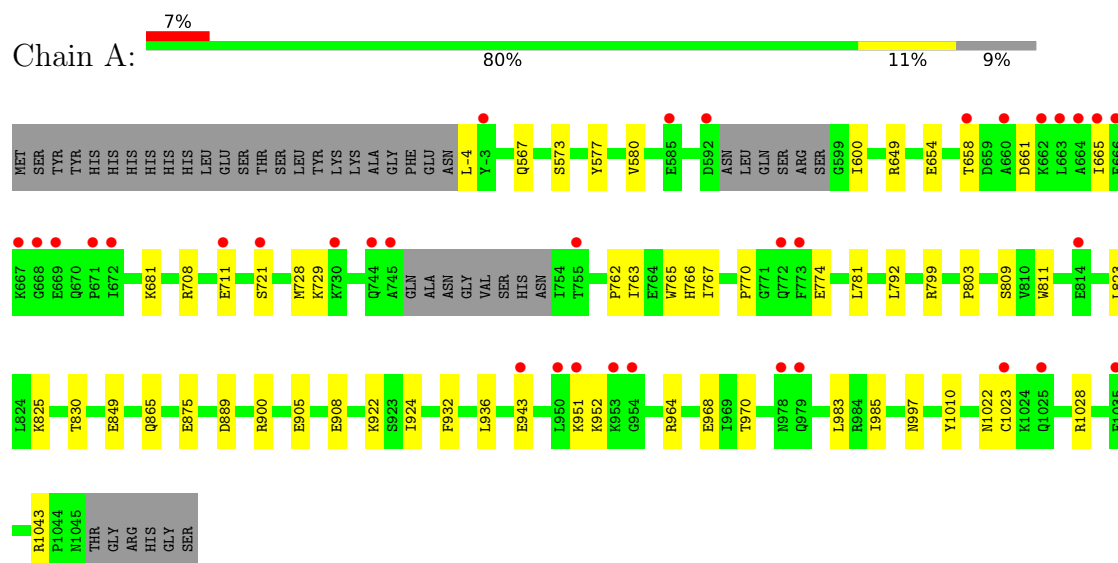 7%
Chain A:
80% 11% 9%
MET SER TYR TYR HIS HIS HIS HIS HIS HIS LEU GLU SER THR SER LEU TYR LYS LYS ALA GLY PHE GLU ASN L-4 Y-3 Q567 S573 Y577 V580 E585 D592 ASN LEU GLN SER ARG SER G599 I600 R649 E654 T658 D659 A660 D661 K662 L663 A664 I665 E666
K667 G668 E669 Q670 P671 I672 K681 R708 E711 S721 M728 K729 K730 Q744 A745 GLN ALA ASN GLY VAL SER HIS ASN I754 T755 P762 I763 E764 W765 H766 I767 P770 G771 Q772 F773 E774 L781 L792 R799 P803 S809 V810 W811 E814 L823
L824 K825 T830 E849 Q865 E875 D889 R900 E905 E908 K922 S923 I924 F932 L936 E943 L950 K951 K952 K953 G954 R964 E968 I969 T970 N978 Q979 L983 R984 I985 N997 Y1010 N1022 C1023 K1024 Q1025 R1028 E1035
R1043 P1044 N1045 THR GLY ARG HIS GLY SER